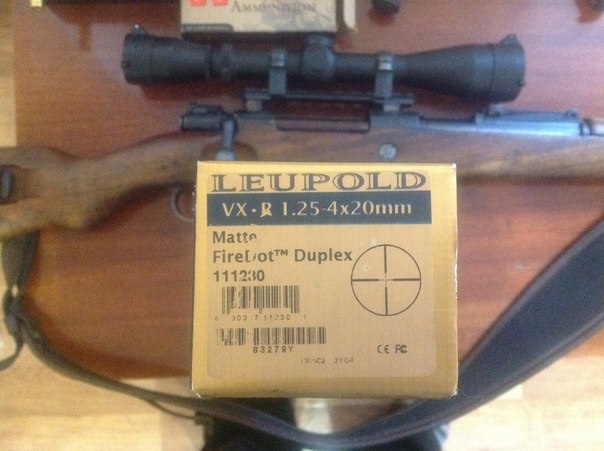 AMMUNITION
LEUPOLD
VX·R 1.25-4x20mm
Matte
FireDot™ Duplex
111230
83279Y
CE FC